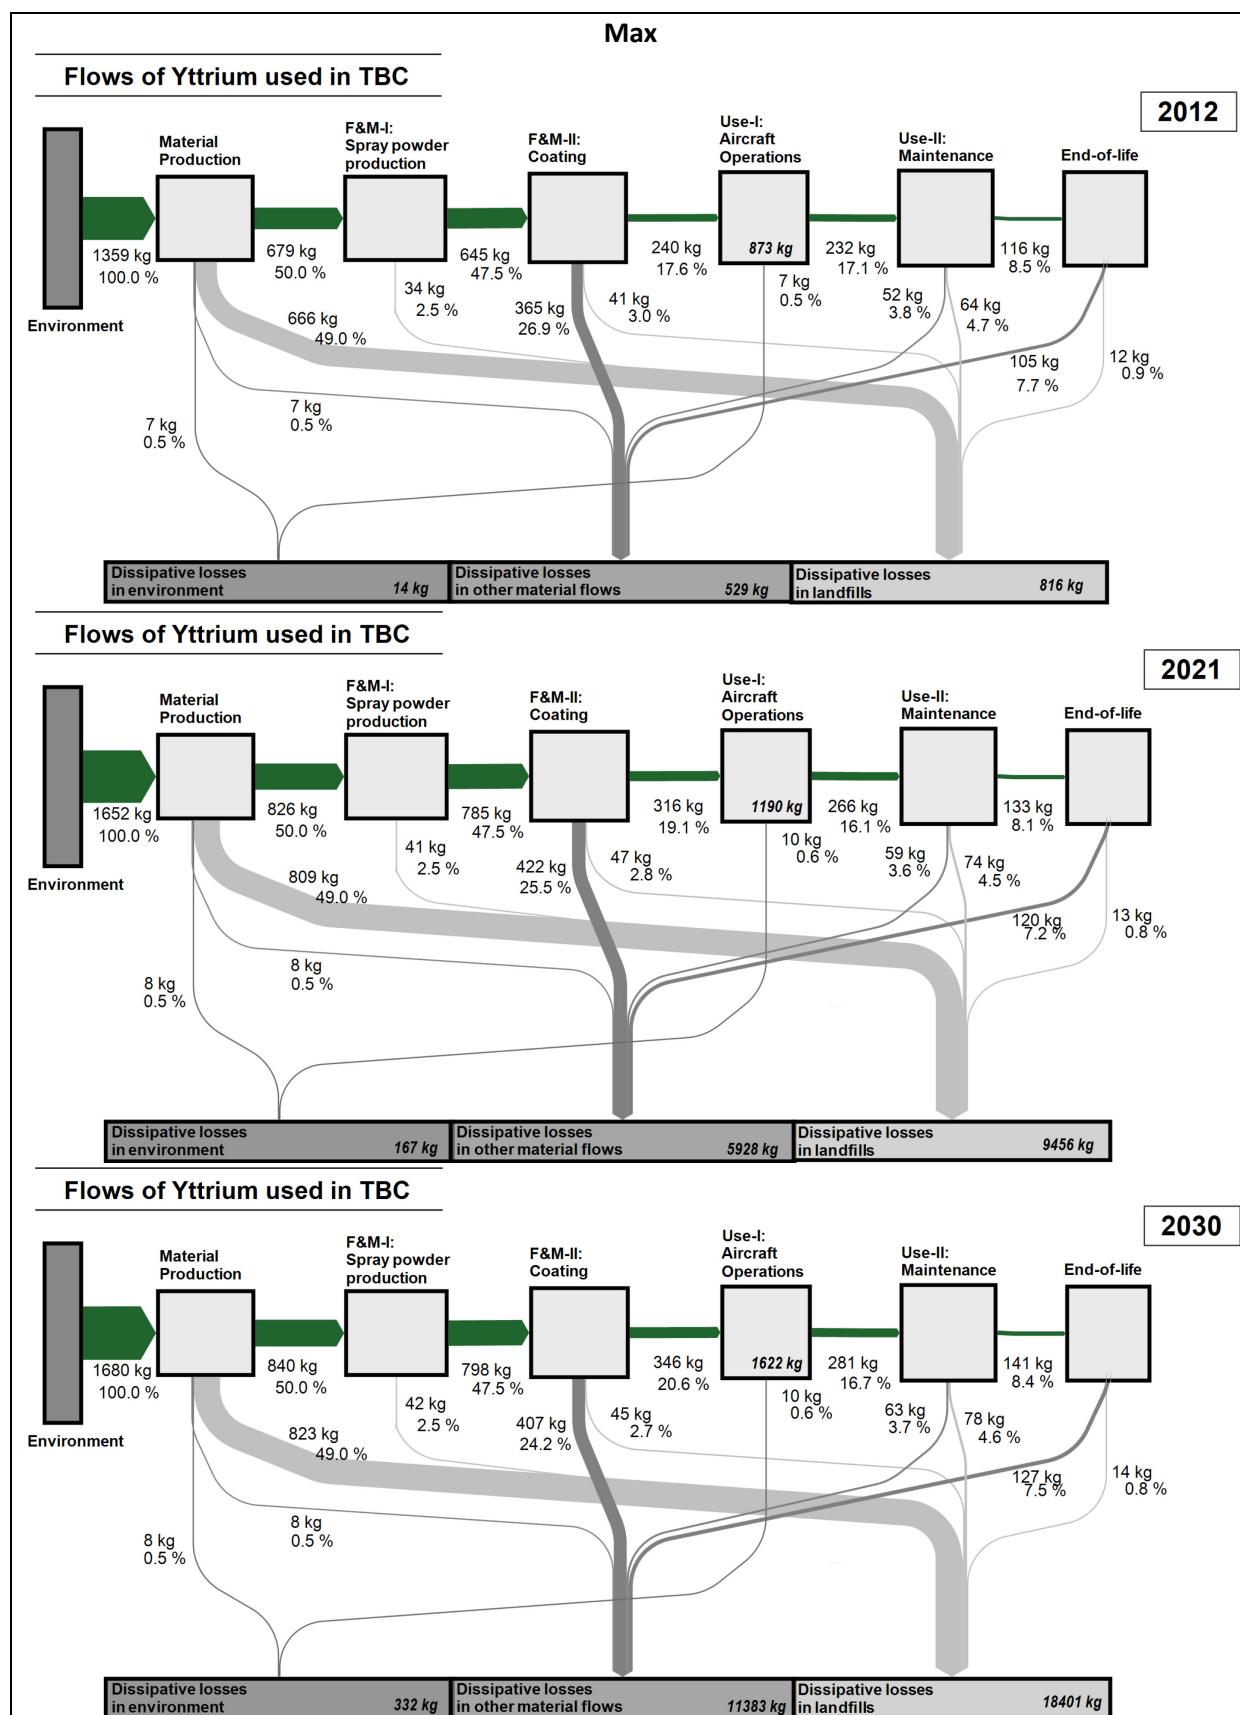 Max
Flows of Yttrium used in TBC
2012
Material
Production
F&M-I:
Spray powder
production
F&M-II:
Coating
Use-I:
Aircraft
Operations
Use-II:
Maintenance
End-of-life
1359 kg
100.0 %
679 kg
50.0 %
645 kg
47.5 %
240 kg
17.6 %
873 kg
232 kg
17.1 %
116 kg
8.5 %
Environment
666 kg
49.0 %
34 kg
2.5 %
365 kg
26.9 %
41 kg
3.0 %
7 kg
0.5 %
52 kg
3.8 %
64 kg
4.7 %
105 kg
7.7 %
12 kg
0.9 %
7 kg
0.5 %
7 kg
0.5 %
Dissipative losses
in environment
14 kg
Dissipative losses
in other material flows
529 kg
Dissipative losses
in landfills
816 kg
Flows of Yttrium used in TBC
2021
Material
Production
F&M-I:
Spray powder
production
F&M-II:
Coating
Use-I:
Aircraft
Operations
Use-II:
Maintenance
End-of-life
1652 kg
100.0 %
826 kg
50.0 %
785 kg
47.5 %
316 kg
19.1 %
1190 kg
266 kg
16.1 %
133 kg
8.1 %
Environment
809 kg
49.0 %
41 kg
2.5 %
422 kg
25.5 %
47 kg
2.8 %
10 kg
0.6 %
59 kg
3.6 %
74 kg
4.5 %
120 kg
7.2 %
13 kg
0.8 %
8 kg
0.5 %
8 kg
0.5 %
Dissipative losses
in environment
167 kg
Dissipative losses
in other material flows
5928 kg
Dissipative losses
in landfills
9456 kg
Flows of Yttrium used in TBC
2030
Material
Production
F&M-I:
Spray powder
production
F&M-II:
Coating
Use-I:
Aircraft
Operations
Use-II:
Maintenance
End-of-life
1680 kg
100.0 %
840 kg
50.0 %
798 kg
47.5 %
346 kg
20.6 %
1622 kg
281 kg
16.7 %
141 kg
8.4 %
Environment
823 kg
49.0 %
42 kg
2.5 %
407 kg
24.2 %
45 kg
2.7 %
10 kg
0.6 %
63 kg
3.7 %
78 kg
4.6 %
127 kg
7.5 %
14 kg
0.8 %
8 kg
0.5 %
8 kg
0.5 %
Dissipative losses
in environment
332 kg
Dissipative losses
in other material flows
11383 kg
Dissipative losses
in landfills
18401 kg